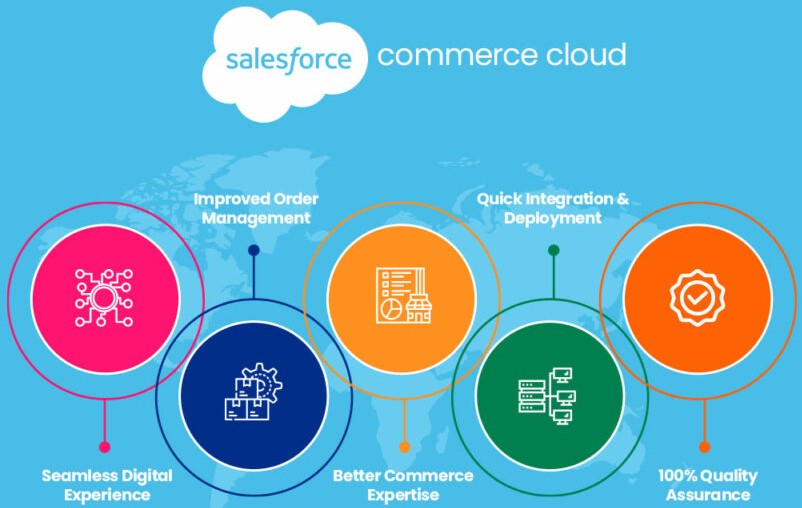 salesforce commerce cloud
Improved Order
Management
Quick Integration &
Deployment
Seamless Digital
Experience
Better Commerce
Expertise
100% Quality
Assurance